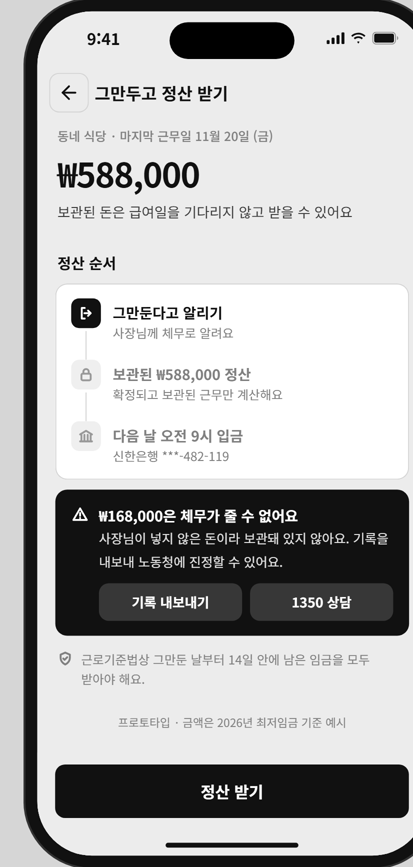 9:41
그만두고 정산 받기
동네 식당 · 마지막 근무일 11월 20일 (금)
₩588,000
보관된 돈은 급여일을 기다리지 않고 받을 수 있어요
정산 순서
그만둔다고 알리기
사장님께 체무로 알려요
보관된 ₩588,000 정산
확정되고 보관된 근무만 계산해요
다음 날 오전 9시 입금
신한은행 ***-482-119
₩168,000은 체무가 줄 수 없어요
사장님이 넣지 않은 돈이라 보관돼 있지 않아요. 기록을
내보내 노동청에 진정할 수 있어요.
기록 내보내기
1350 상담
근로기준법상 그만둔 날부터 14일 안에 남은 임금을 모두
받아야 해요.
프로토타입 · 금액은 2026년 최저임금 기준 예시
정산 받기